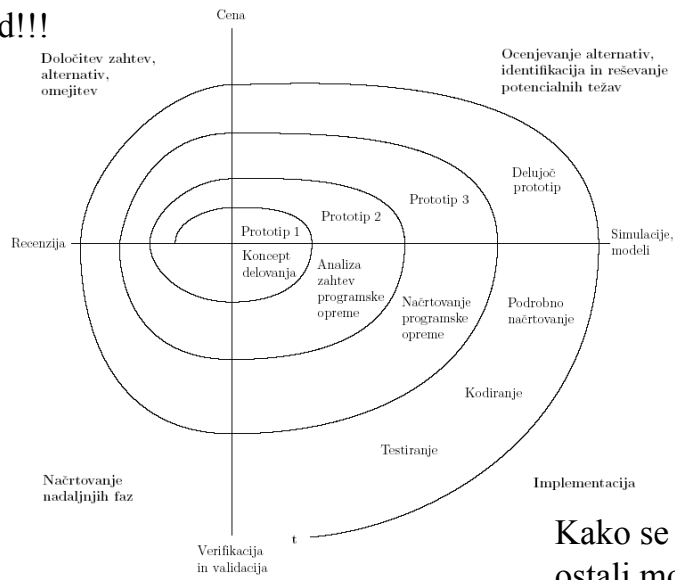 d!!!
Cena
Določitev zahtev,
alternativ,
omejitev
Ocenjevanje alternativ,
identifikacija in reševanje
potencialnih težav
Delujoč
prototip
Prototip 3
Prototip 2
Prototip 1
Recenzija
Simulacije,
modeli
Koncept
delovanja
Analiza
zahtev
programske
opreme
Načrtovanje
programske
opreme
Podrobno
načrtovanje
Kodiranje
Testiranje
Načrtovanje
nadaljnjih faz
Implementacija
t
Verifikacija
in validacija
Kako se
ostali mo